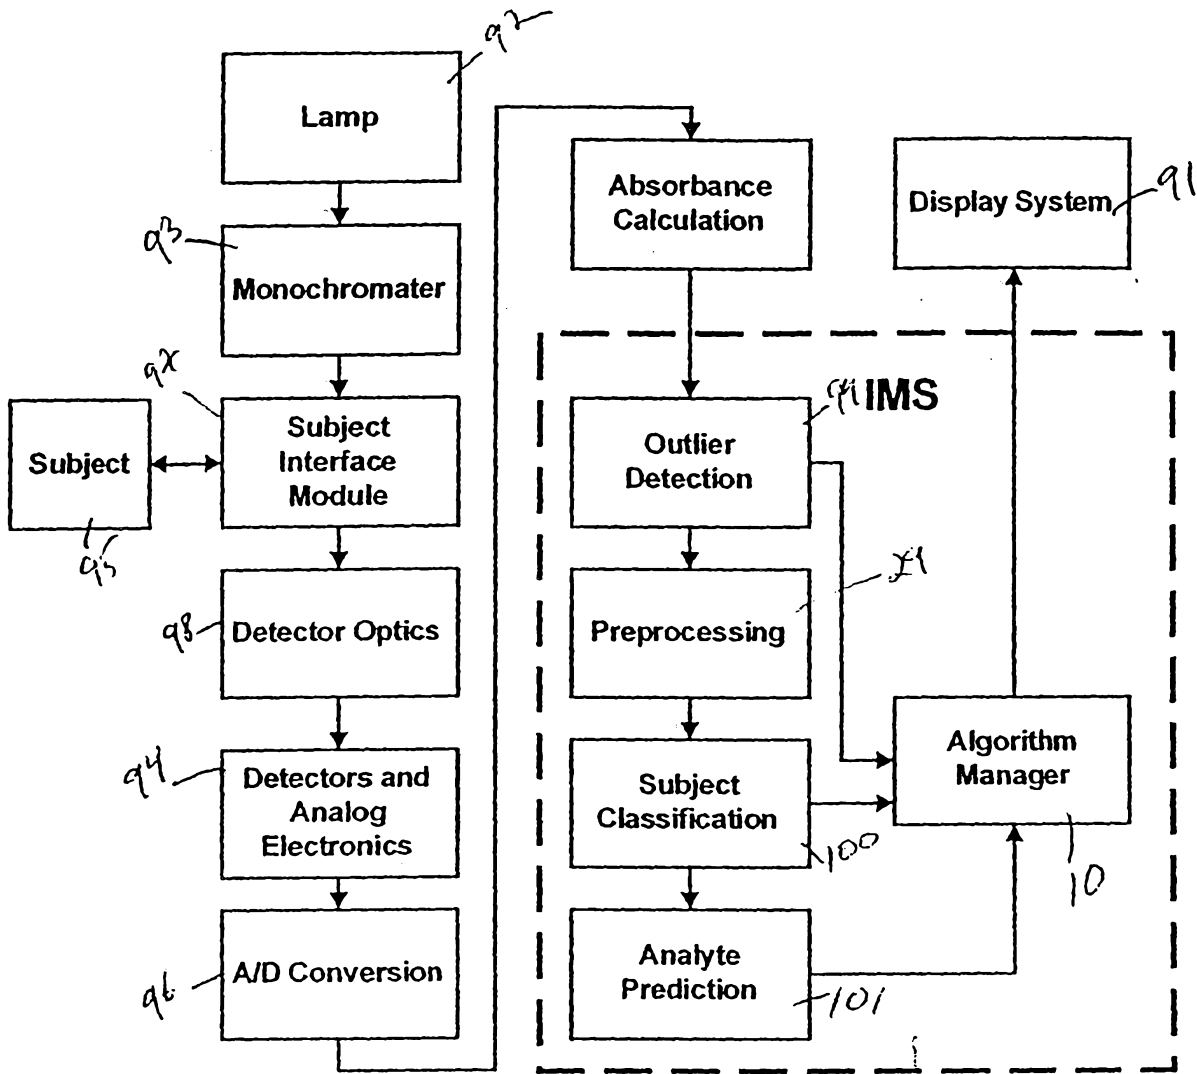 92
Lamp
93
Monochromater
Subject
Interface
Module
Subject
95
98
Detector Optics
94
Detectors and
Analog
Electronics
96
A/D Conversion
Absorbance
Calculation
Display System
91
IMS
Outlier
Detection
Preprocessing
Subject
Classification
100
Analyte
Prediction
101
Algorithm
Manager
10